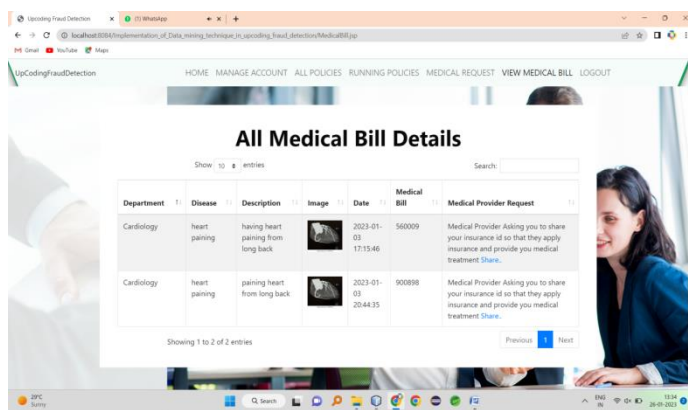 Upcoding Fraud Detection
(1) WhatsApp
localhost:8084/Implementation_of_Data_mining_technique_in_upcoding_fraud_detection/MedicalBill.jsp
Gmail YouTube Maps
UpCodingFraudDetection HOME MANAGE ACCOUNT ALL POLICIES RUNNING POLICIES MEDICAL REQUEST VIEW MEDICAL BILL LOGOUT
All Medical Bill Details
Show 10 entries Search:
Department Disease Description Image Date Medical Bill Medical Provider Request
Cardiology heart paining having heart paining from long back 2023-01-03 17:15:46 560009 Medical Provider Asking you to share your insurance id so that they apply insurance and provide you medical treatment Share..
Cardiology heart paining paining heart from long back 2023-01-03 20:44:35 900898 Medical Provider Asking you to share your insurance id so that they apply insurance and provide you medical treatment Share..
Showing 1 to 2 of 2 entries Previous 1 Next
29°C
Sunny
Search
ENG
IN
13:34
26-01-2023